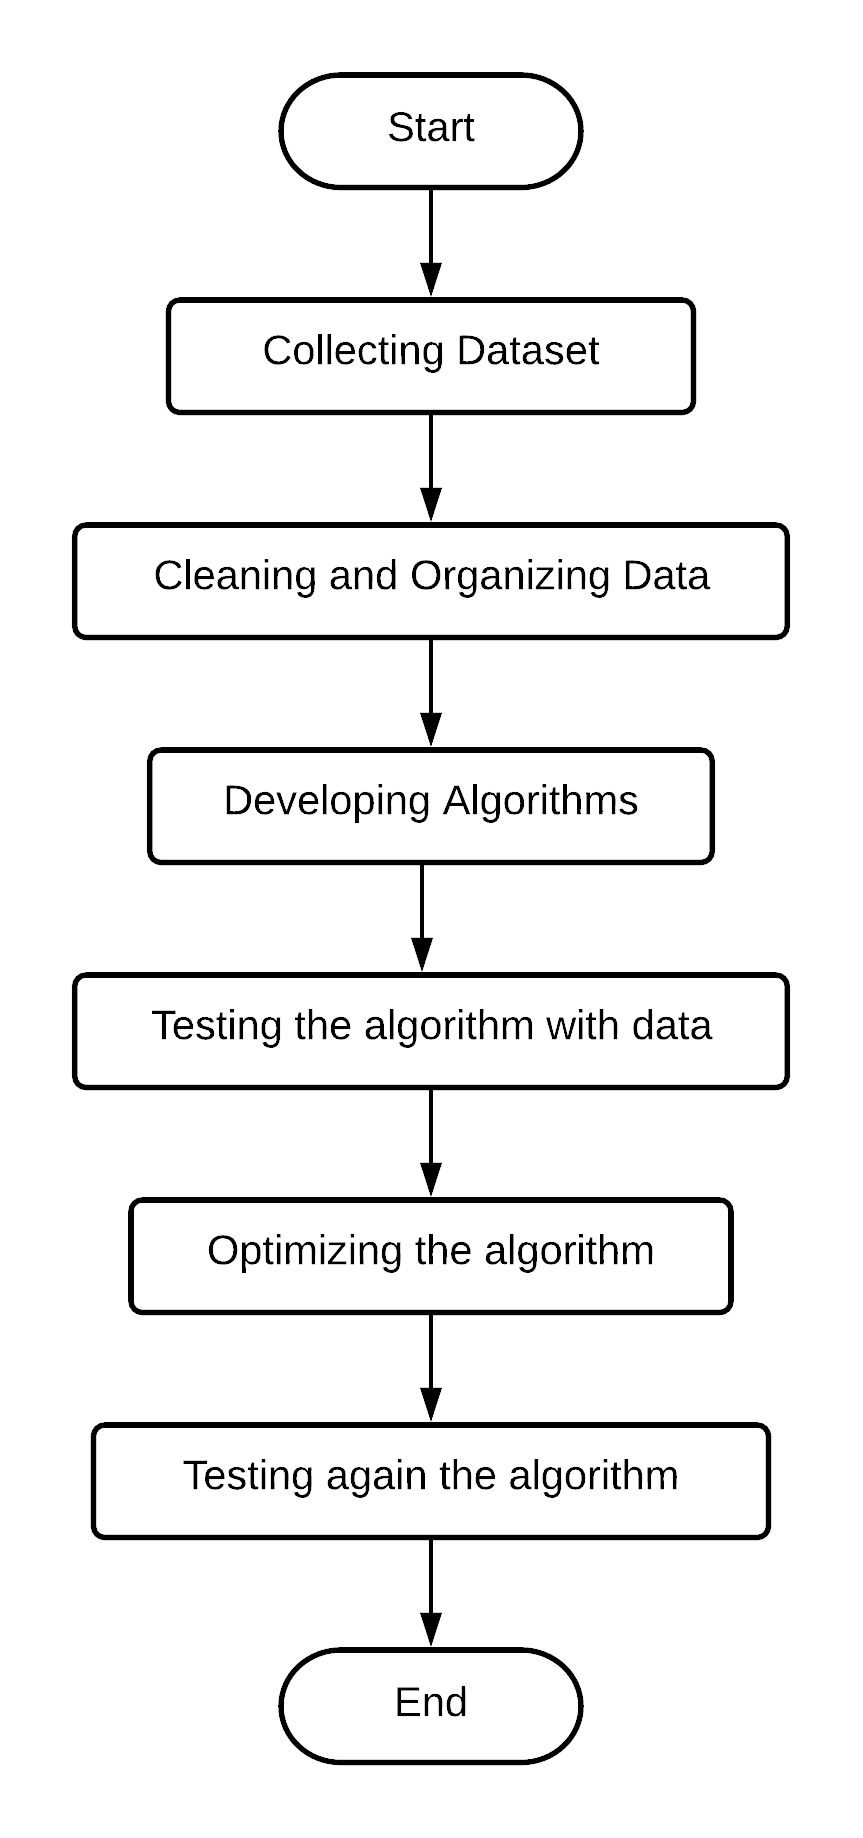 Start
Collecting Dataset
Cleaning and Organizing Data
Developing Algorithms
Testing the algorithm with data
Optimizing the algorithm
Testing again the algorithm
End